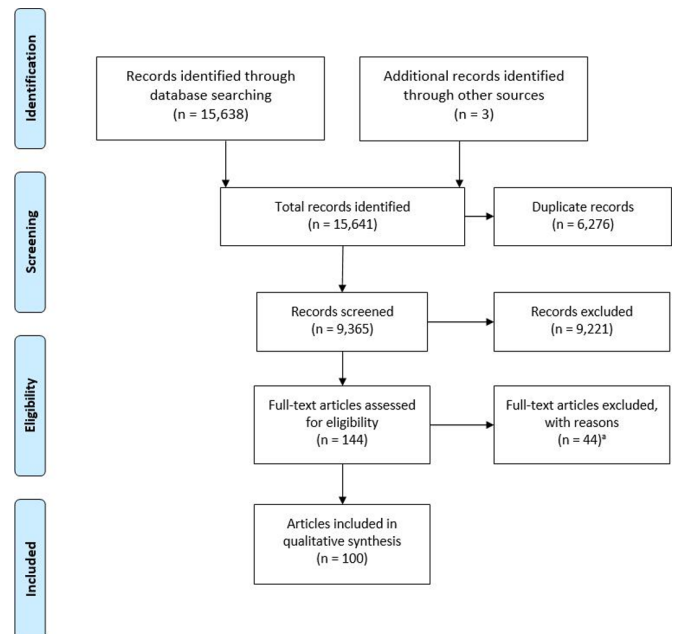 Identification
Records identified through
database searching
(n = 15,638)
Additional records identified
through other sources
(n = 3)
Screening
Total records identified
(n = 15,641)
Duplicate records
(n = 6,276)
Records screened
(n = 9,365)
Records excluded
(n = 9,221)
Eligibility
Full-text articles assessed
for eligibility
(n = 144)
Full-text articles excluded,
with reasons
(n = 44)ª
Included
Articles included in
qualitative synthesis
(n = 100)